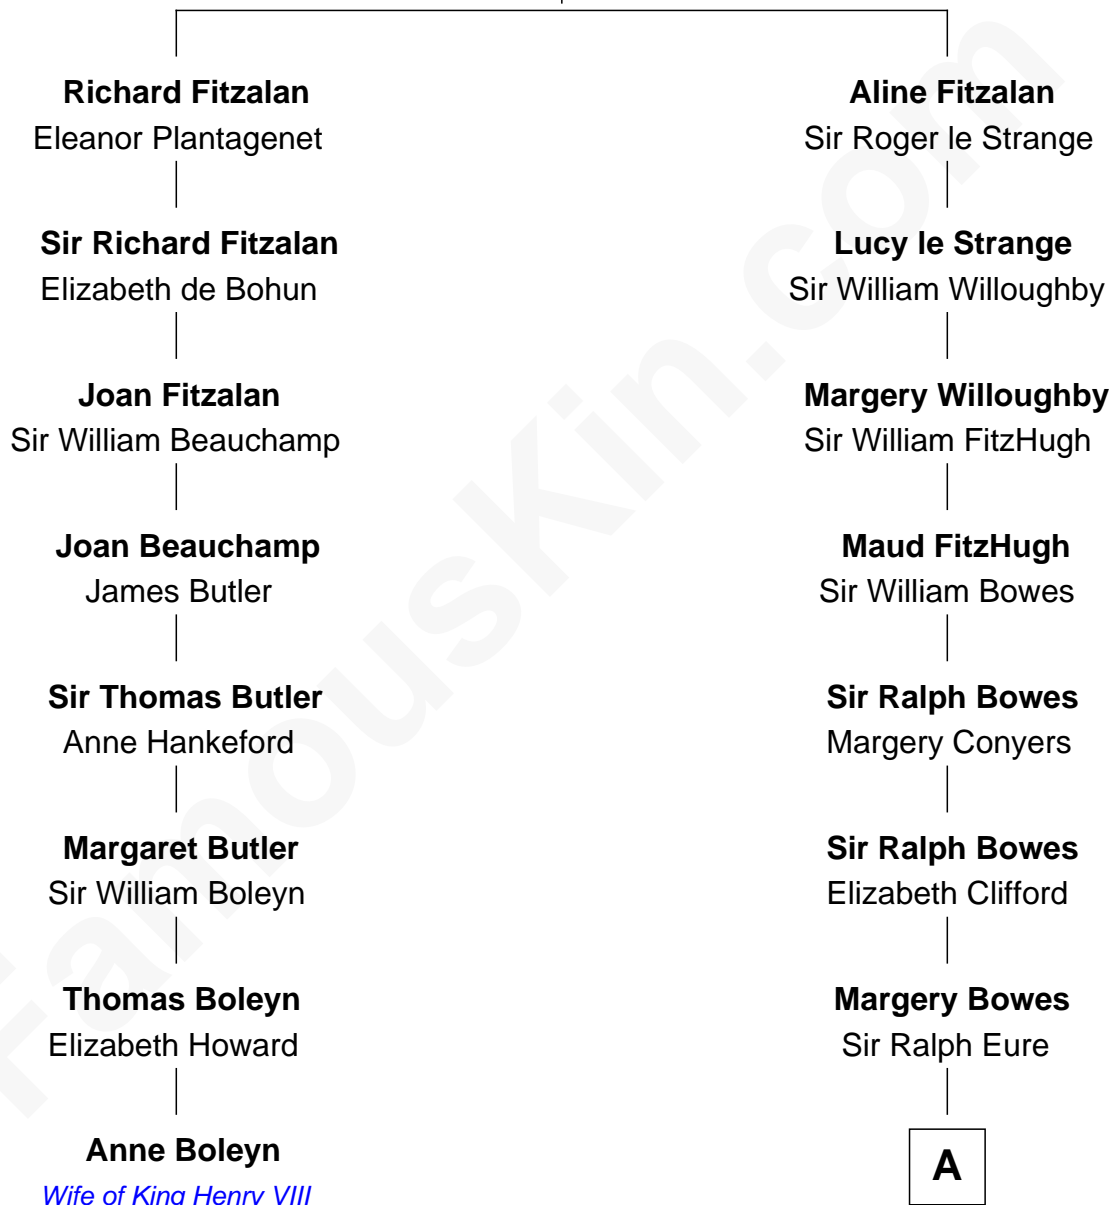 Richard Fitzalan
Eleanor Plantagenet
Sir Richard Fitzalan
Elizabeth de Bohun
Joan Fitzalan
Sir William Beauchamp
Joan Beauchamp
James Butler
Sir Thomas Butler
Anne Hankeford
Margaret Butler
Sir William Boleyn
Thomas Boleyn
Elizabeth Howard
Anne Boleyn
Wife of King Henry VIII
Aline Fitzalan
Sir Roger le Strange
Lucy le Strange
Sir William Willoughby
Margery Willoughby
Sir William FitzHugh
Maud FitzHugh
Sir William Bowes
Sir Ralph Bowes
Margery Conyers
Sir Ralph Bowes
Elizabeth Clifford
Margery Bowes
Sir Ralph Eure
A
FamousKin.com